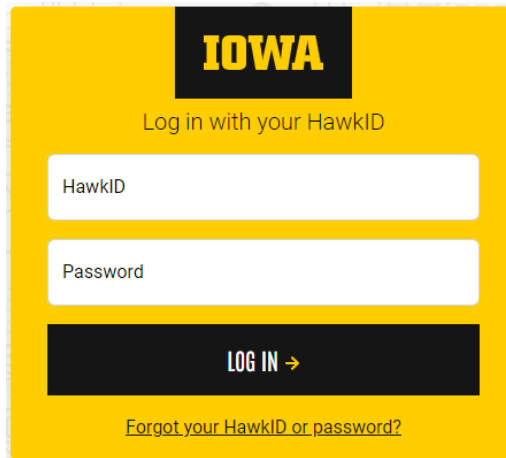 IOWA
Log in with your HawkID
HawkID
Password
LOG IN →
Forgot your HawkID or password?